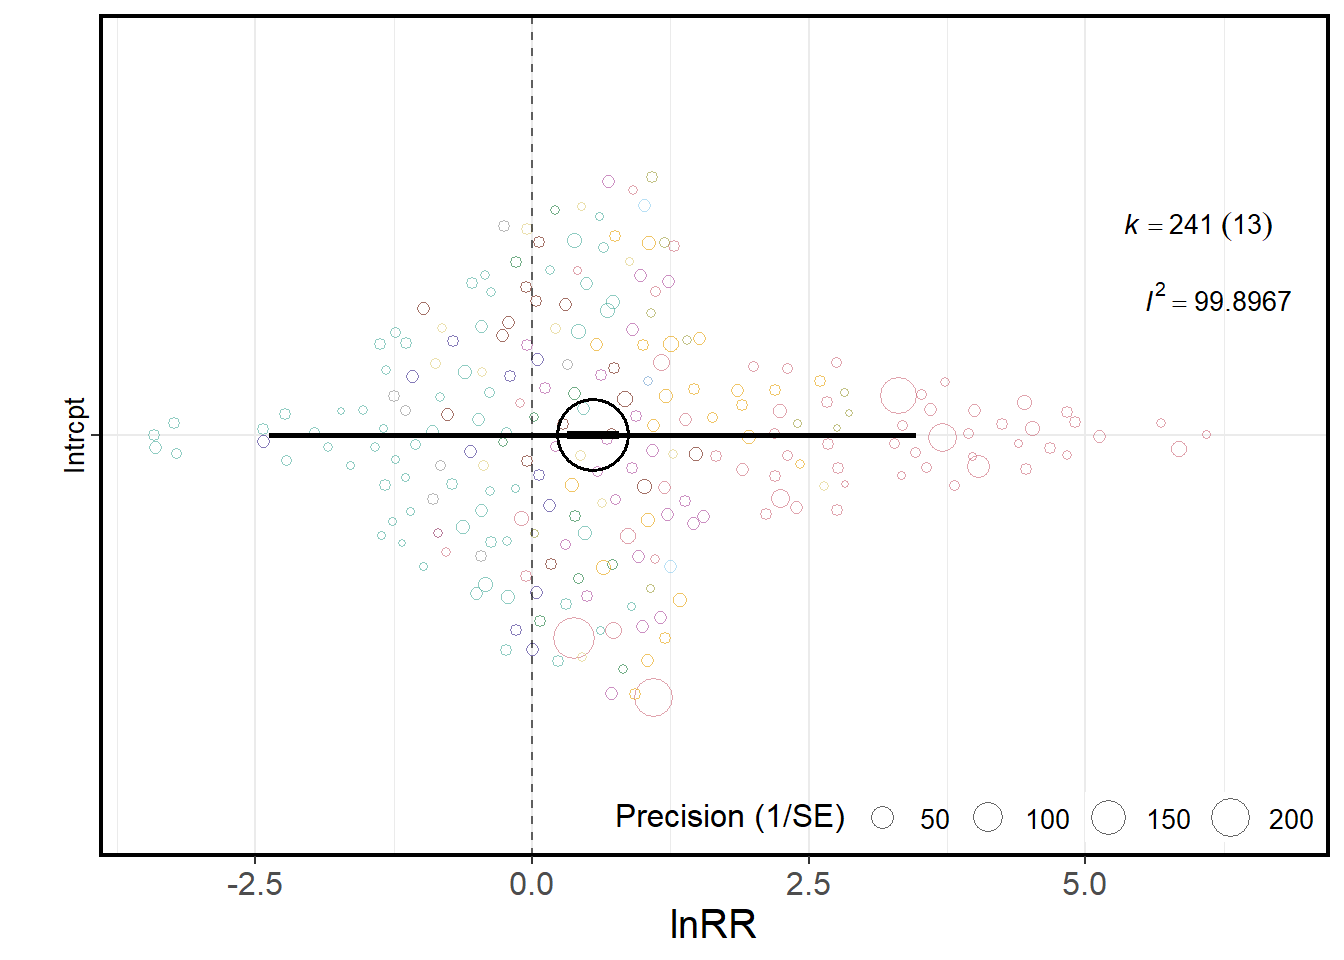 k = 241 (13)
I² = 99.8967
Intrcpt
Precision (1/SE) 50 100 150 200
-2.5 0.0 2.5 5.0
lnRR